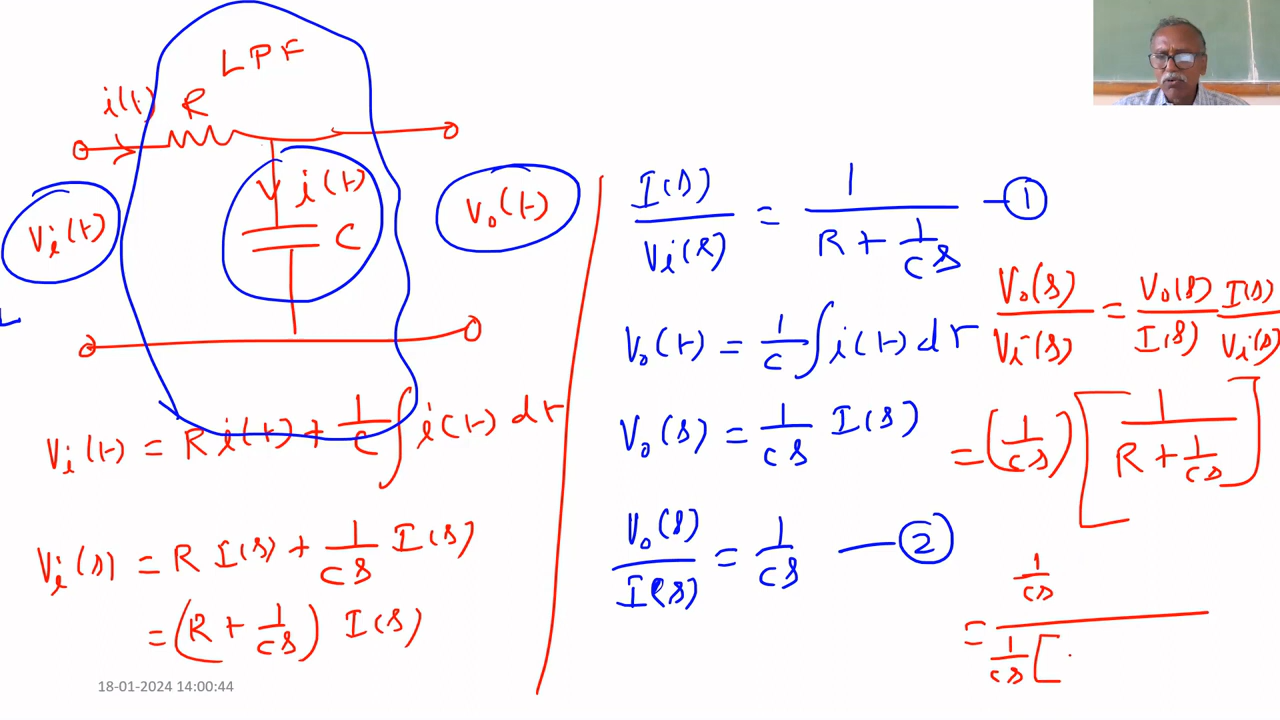 LPF
i(t)
R
i(t)
C
Vi(t)
Vo(t)
Vi(t) = R i(t) + 1/C ∫ i(t) dt
Vi(s) = R I(s) + 1/Cs I(s)
= (R + 1/Cs) I(s)
18-01-2024 14:00:44
I(s)/Vi(s) = 1/(R + 1/Cs) — ①
Vo(t) = 1/C ∫ i(t) dt
Vo(s) = 1/Cs I(s)
Vo(s)/I(s) = 1/Cs — ②
Vo(s)/Vi(s) = Vo(s)/I(s) I(s)/Vi(s)
= (1/Cs) [1/(R + 1/Cs)]
= 1/Cs / 1/Cs [